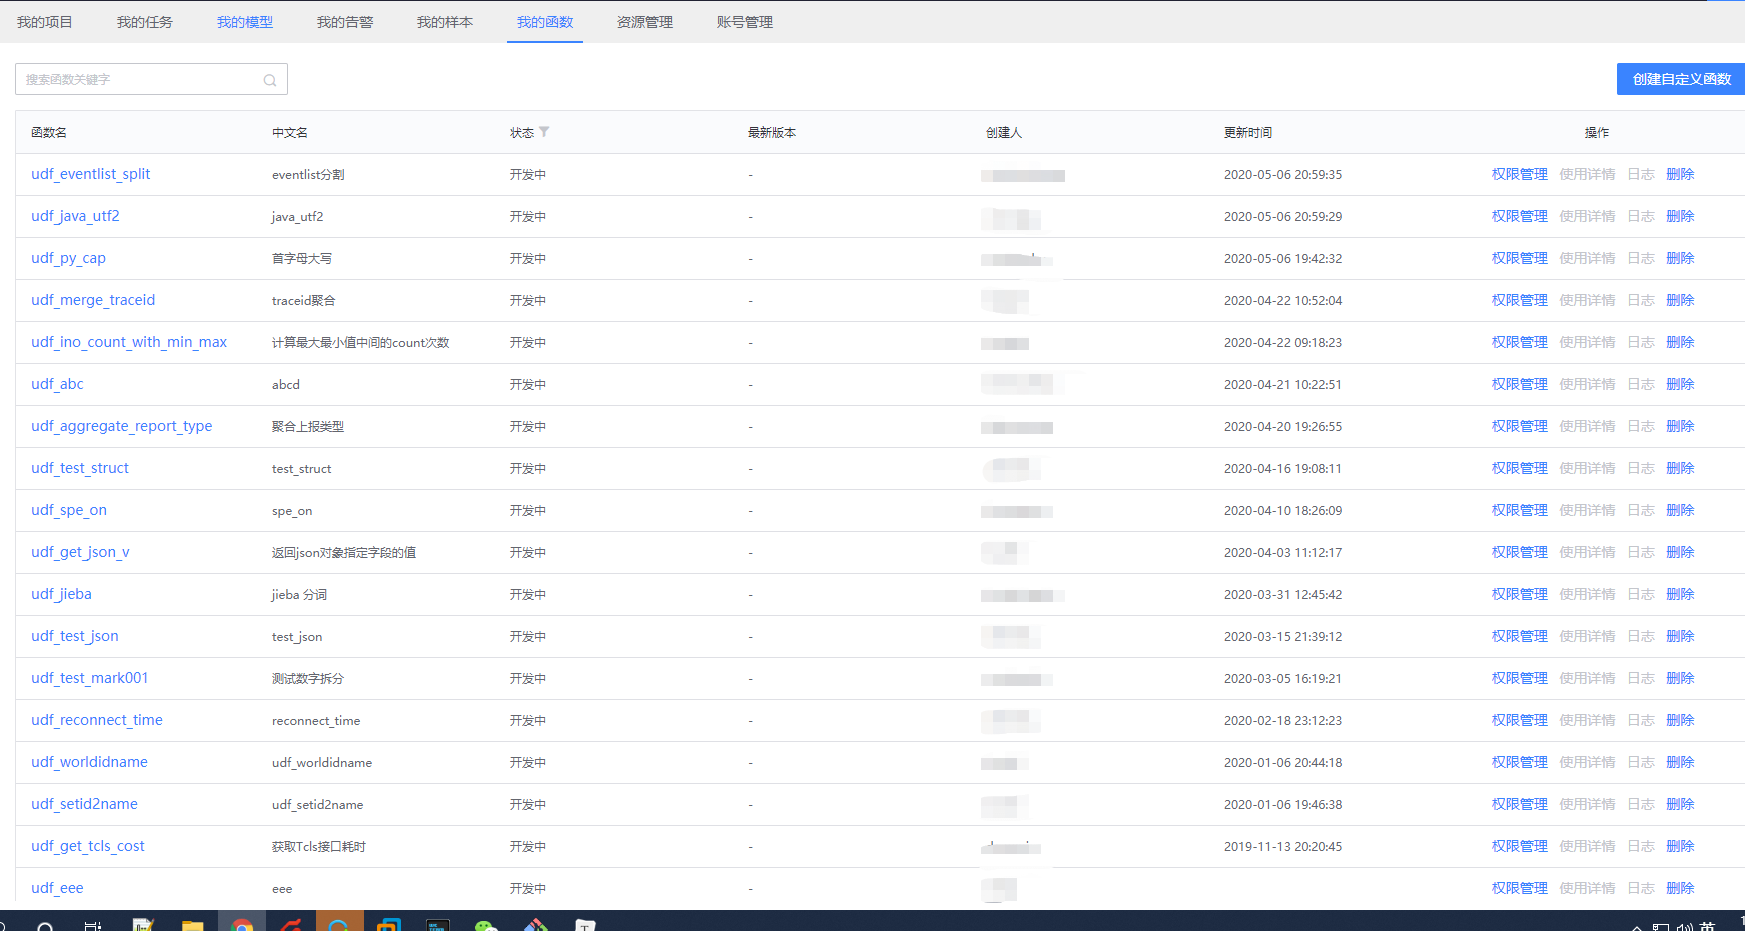 我的项目 我的任务 我的模型 我的告警 我的样本 我的函数 资源管理 账号管理
搜索函数关键字 创建自定义函数
函数名 中文名 状态 最新版本 创建人 更新时间 操作
udf_eventlist_split eventlist分割 开发中 - 2020-05-06 20:59:35 权限管理 使用详情 日志 删除
udf_java_utf2 java_utf2 开发中 - 2020-05-06 20:59:29 权限管理 使用详情 日志 删除
udf_py_cap 首字母大写 开发中 - 2020-05-06 19:42:32 权限管理 使用详情 日志 删除
udf_merge_traceid traceid聚合 开发中 - 2020-04-22 10:52:04 权限管理 使用详情 日志 删除
udf_ino_count_with_min_max 计算最大最小值中间的count次数 开发中 - 2020-04-22 09:18:23 权限管理 使用详情 日志 删除
udf_abc abcd 开发中 - 2020-04-21 10:22:51 权限管理 使用详情 日志 删除
udf_aggregate_report_type 聚合上报类型 开发中 - 2020-04-20 19:26:55 权限管理 使用详情 日志 删除
udf_test_struct test_struct 开发中 - 2020-04-16 19:08:11 权限管理 使用详情 日志 删除
udf_spe_on spe_on 开发中 - 2020-04-10 18:26:09 权限管理 使用详情 日志 删除
udf_get_json_v 返回json对象指定字段的值 开发中 - 2020-04-03 11:12:17 权限管理 使用详情 日志 删除
udf_jieba jieba 分词 开发中 - 2020-03-31 12:45:42 权限管理 使用详情 日志 删除
udf_test_json test_json 开发中 - 2020-03-15 21:39:12 权限管理 使用详情 日志 删除
udf_test_mark001 测试数字拆分 开发中 - 2020-03-05 16:19:21 权限管理 使用详情 日志 删除
udf_reconnect_time reconnect_time 开发中 - 2020-02-18 23:12:23 权限管理 使用详情 日志 删除
udf_worldidname udf_worldidname 开发中 - 2020-01-06 20:44:18 权限管理 使用详情 日志 删除
udf_setid2name udf_setid2name 开发中 - 2020-01-06 19:46:38 权限管理 使用详情 日志 删除
udf_get_tcls_cost 获取Tcls接口耗时 开发中 - 2019-11-13 20:20:45 权限管理 使用详情 日志 删除
udf_eee eee 开发中 - 权限管理 使用详情 日志 删除
英